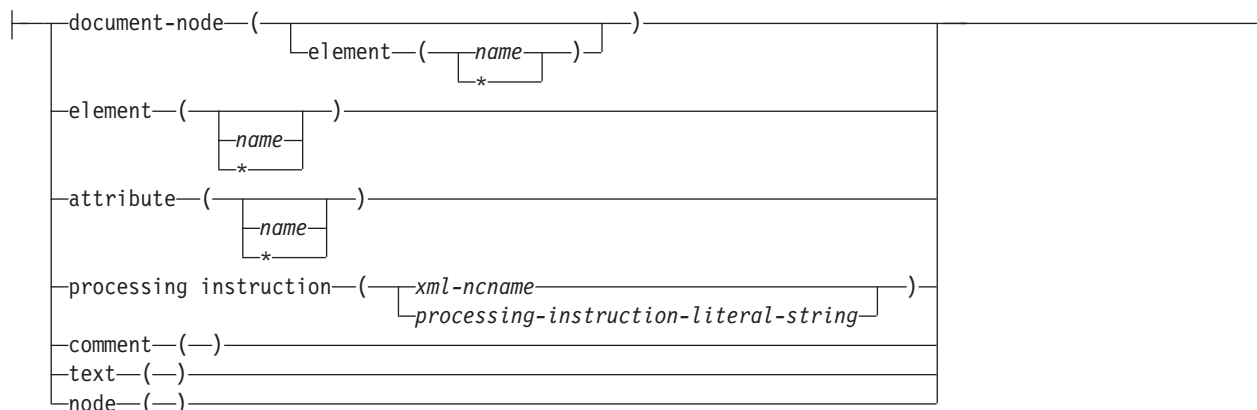 document-node ( )
element ( name )
*
element ( )
name
*
attribute ( )
name
*
processing instruction ( xml-ncname )
processing-instruction-literal-string
comment ( )
text ( )
node ( )